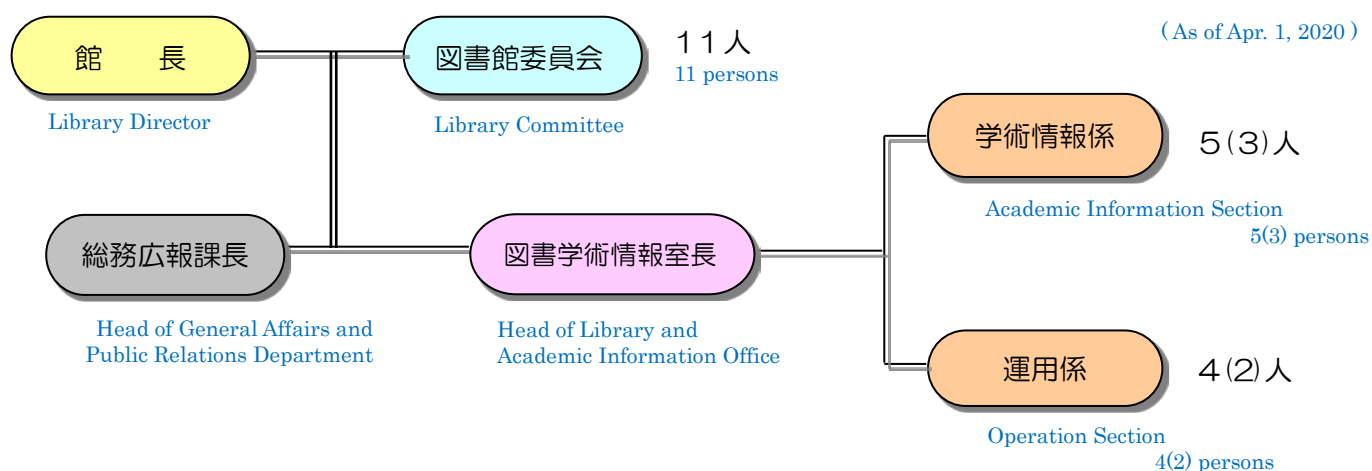 館　　長
図書館委員会
１１人
11 persons
(As of Apr. 1, 2020 )
Library Director
Library Committee
学術情報係
５(３)人
Academic Information Section
5(3) persons
総務広報課長
図書学術情報室長
Head of General Affairs and
Public Relations Department
Head of Library and
Academic Information Office
運用係
４(２)人
Operation Section
4(2) persons